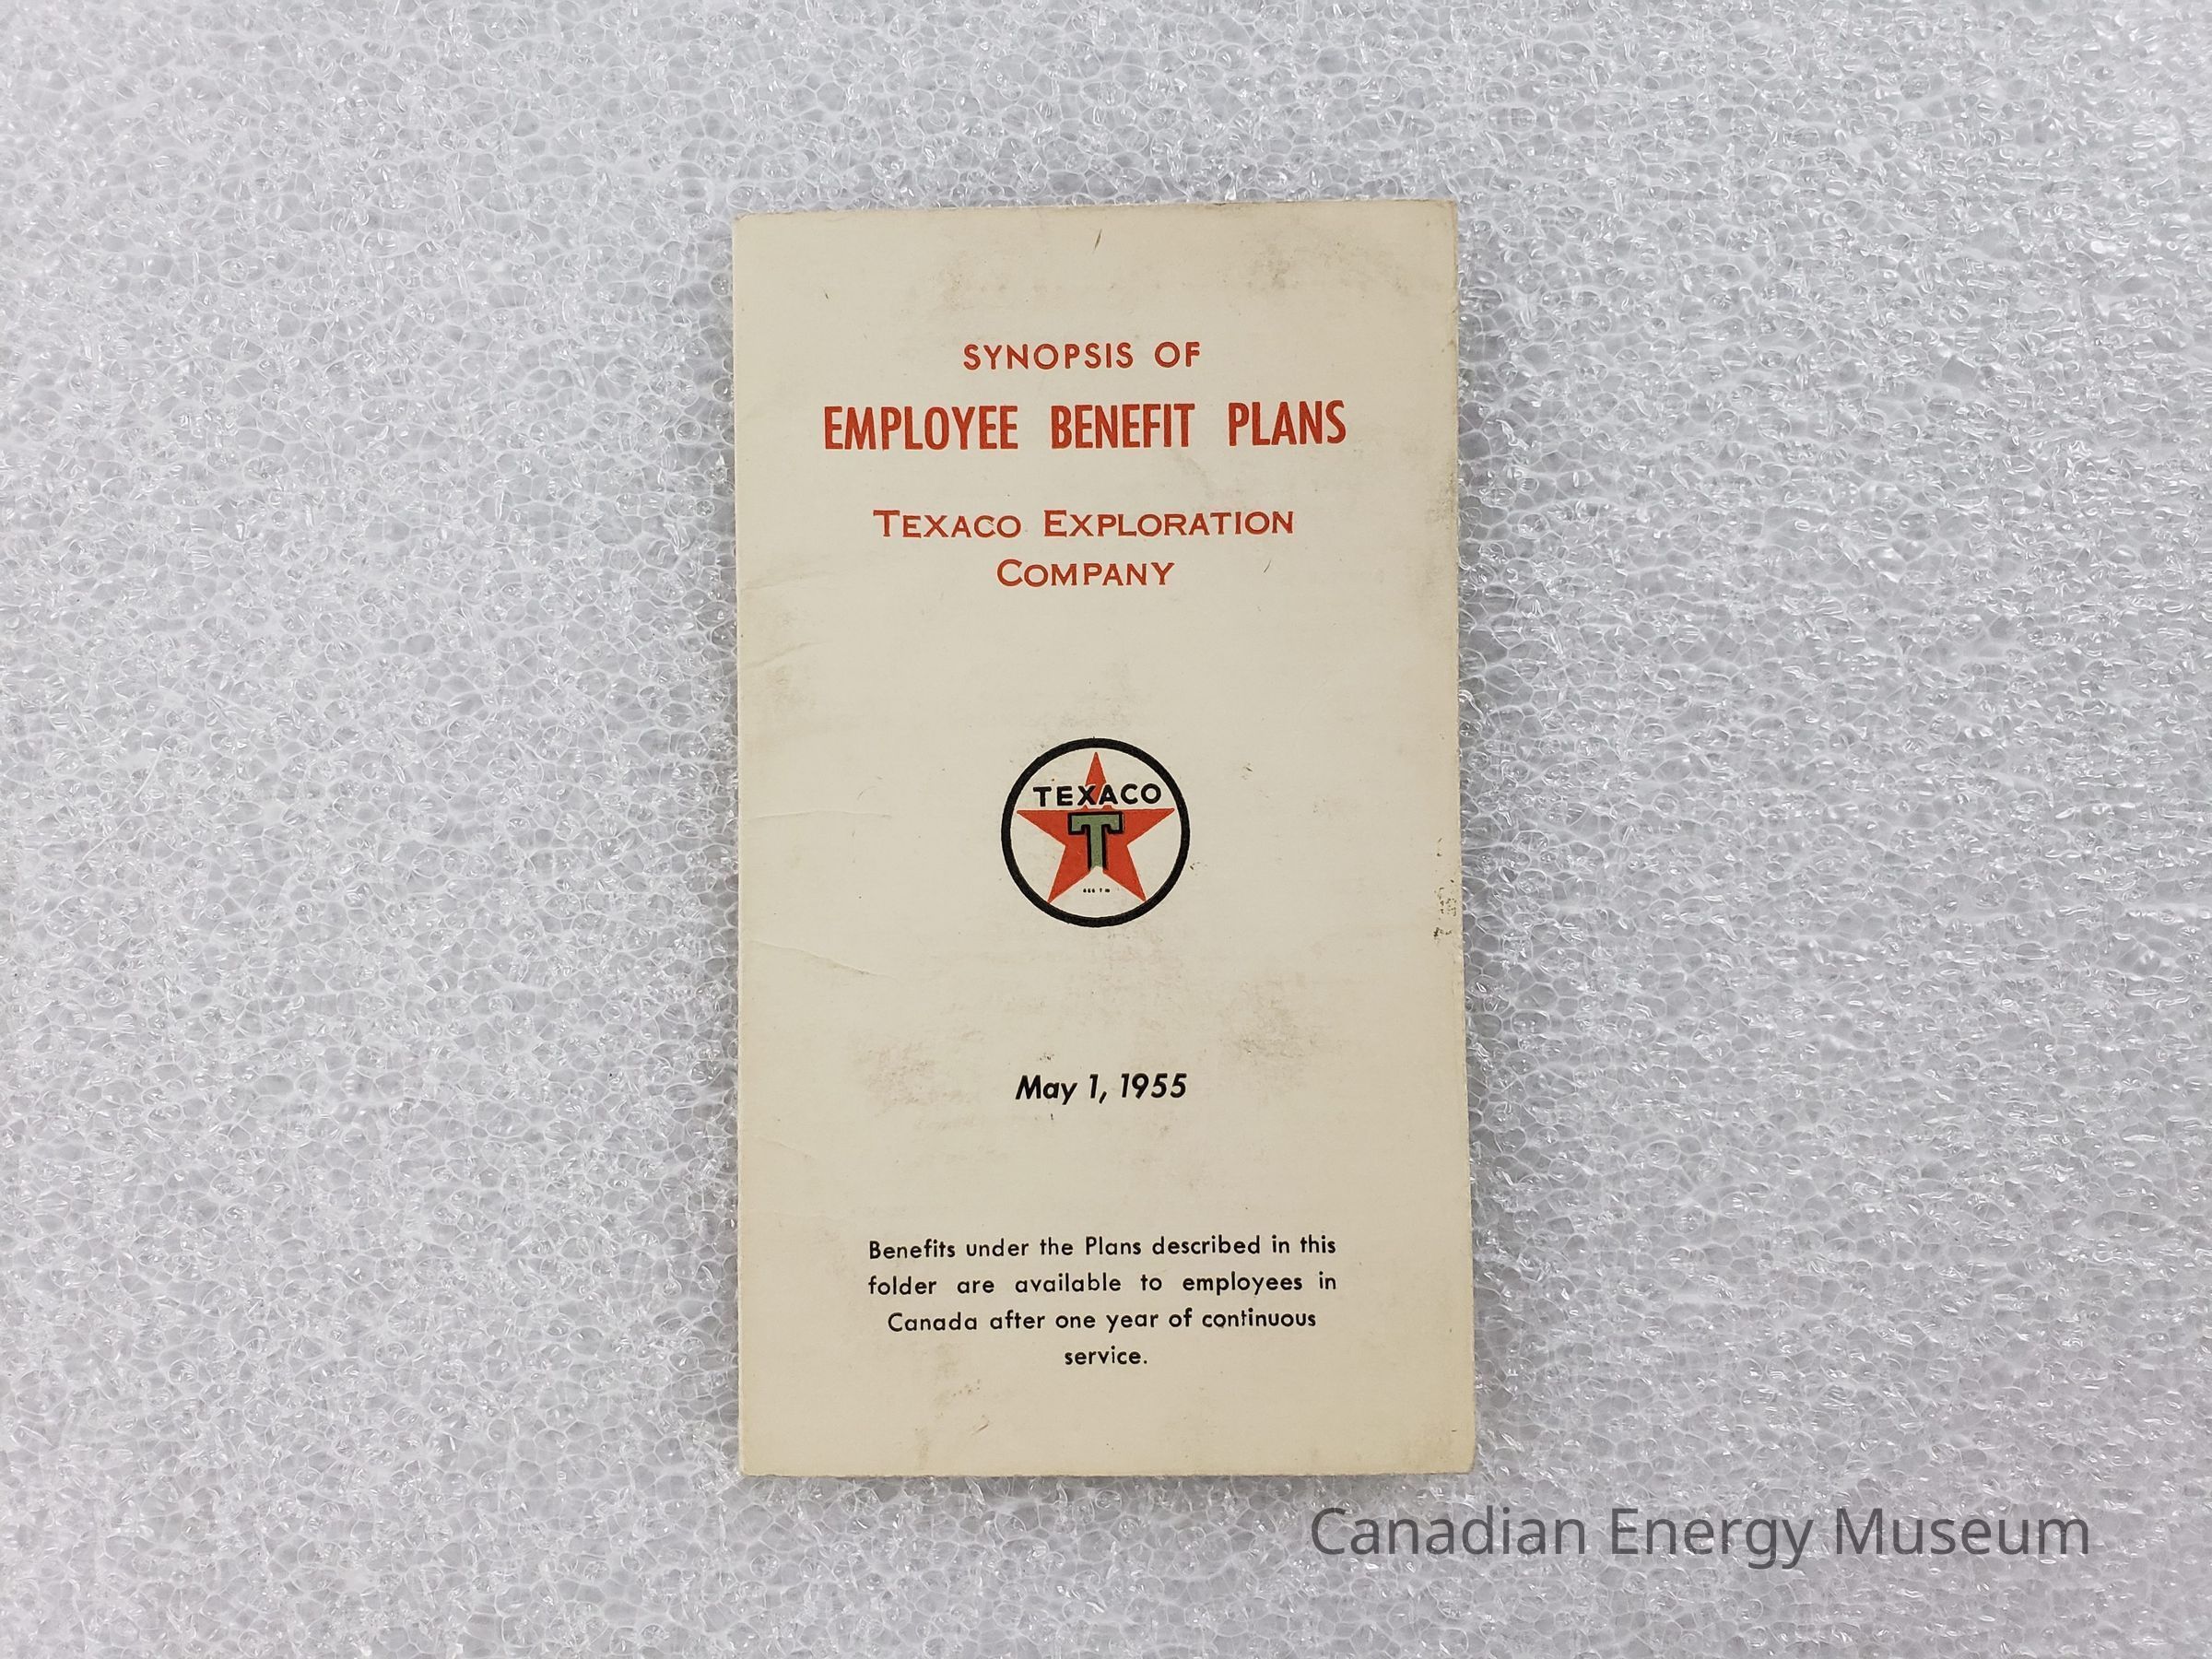 SYNOPSIS OF
EMPLOYEE BENEFIT PLANS
TEXACO EXPLORATION
COMPANY
TEXACO
T
May 1, 1955
Benefits under the Plans described in this
folder are available to employees in
Canada after one year of continuous
service.
Canadian Energy Museum